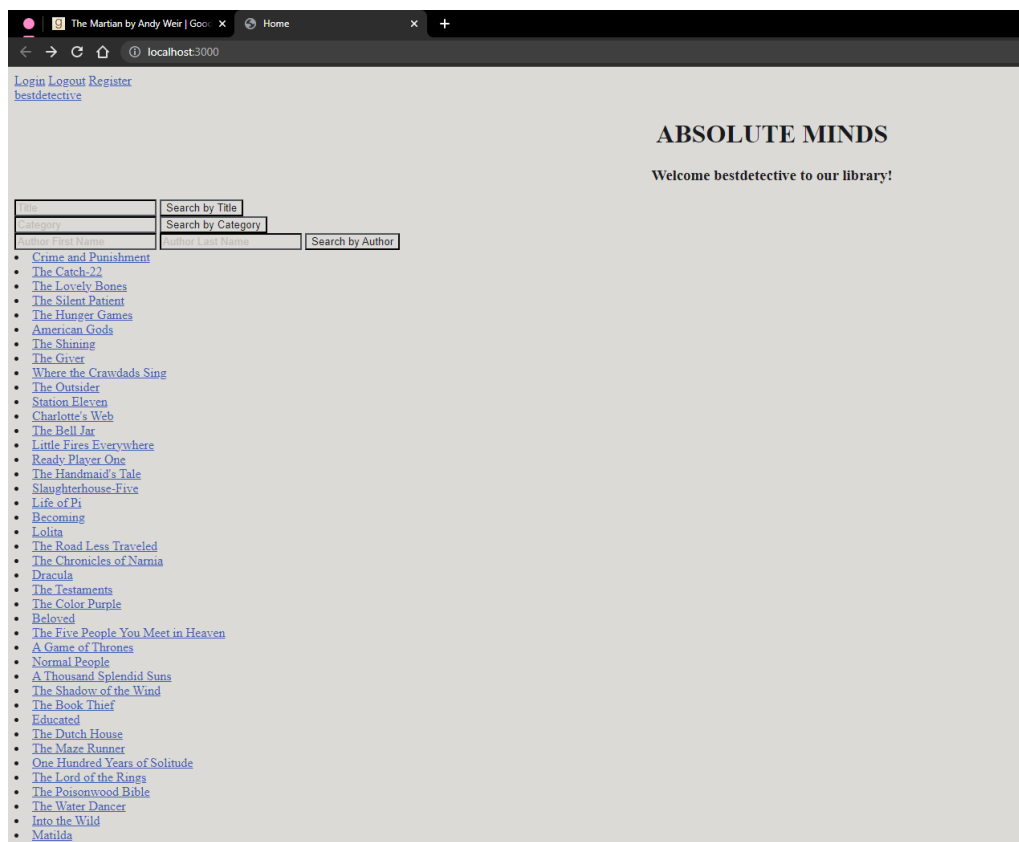 The Martian by Andy Weir | Goo
Home
localhost:3000
Login Logout Register
bestdetective
ABSOLUTE MINDS
Welcome bestdetective to our library!
Title Search by Title
Category Search by Category
Author First Name Author Last Name Search by Author
Crime and Punishment
The Catch-22
The Lovely Bones
The Silent Patient
The Hunger Games
American Gods
The Shining
The Giver
Where the Crawdads Sing
The Outsider
Station Eleven
Charlotte's Web
The Bell Jar
Little Fires Everywhere
Ready Player One
The Handmaid's Tale
Slaughterhouse-Five
Life of Pi
Becoming
Lolita
The Road Less Traveled
The Chronicles of Narnia
Dracula
The Testaments
The Color Purple
Beloved
The Five People You Meet in Heaven
A Game of Thrones
Normal People
A Thousand Splendid Suns
The Shadow of the Wind
The Book Thief
Educated
The Dutch House
The Maze Runner
One Hundred Years of Solitude
The Lord of the Rings
The Poisonwood Bible
The Water Dancer
Into the Wild
Matilda